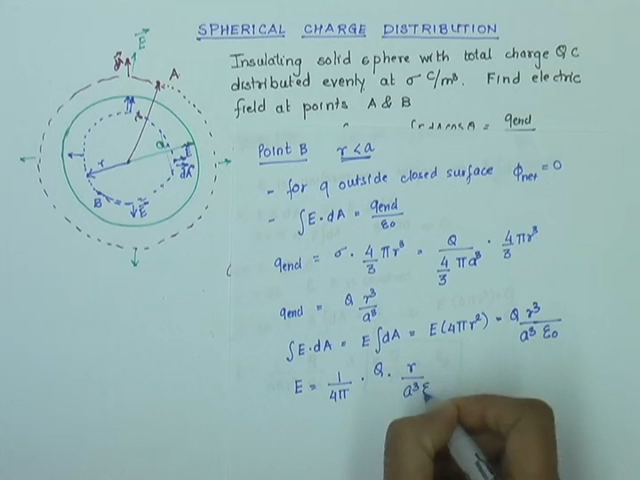 SPHERICAL CHARGE DISTRIBUTION
Insulating solid sphere with total charge Q C
distributed evenly at σ C/m³. Find electric
field at points A & B
∫E dA cos A = qend
Point B r < a
- for q outside closed surface ϕnet = 0
- ∫E·dA = qend/ε0
qend = σ · 4/3 πr³ = Q/(4/3 πa³) · 4/3 πr³
qend = Q r³/a³
∫E·dA = E∫dA = E(4πr²) = Q r³/(a³ ε0)
E = 1/4π · Q · r/(a³ε
E
A
r
a
E
dA
r
B
E